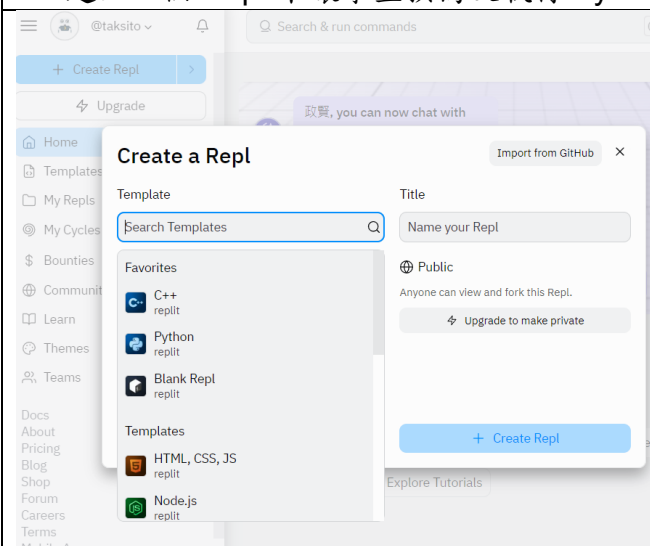 @taksito
Search & run commands
+ Create Repl
Upgrade
政賢, you can now chat with
Home
Templates
My Repls
My Cycles
Bounties
Communit
Learn
Themes
Teams
Docs
About
Pricing
Blog
Shop
Forum
Careers
Terms
Create a Repl
Import from GitHub
Template
Title
Search Templates
Name your Repl
Favorites
C++
replit
Python
replit
Blank Repl
replit
Templates
HTML, CSS, JS
replit
Node.js
replit
Public
Anyone can view and fork this Repl.
Upgrade to make private
+ Create Repl
Explore Tutorials